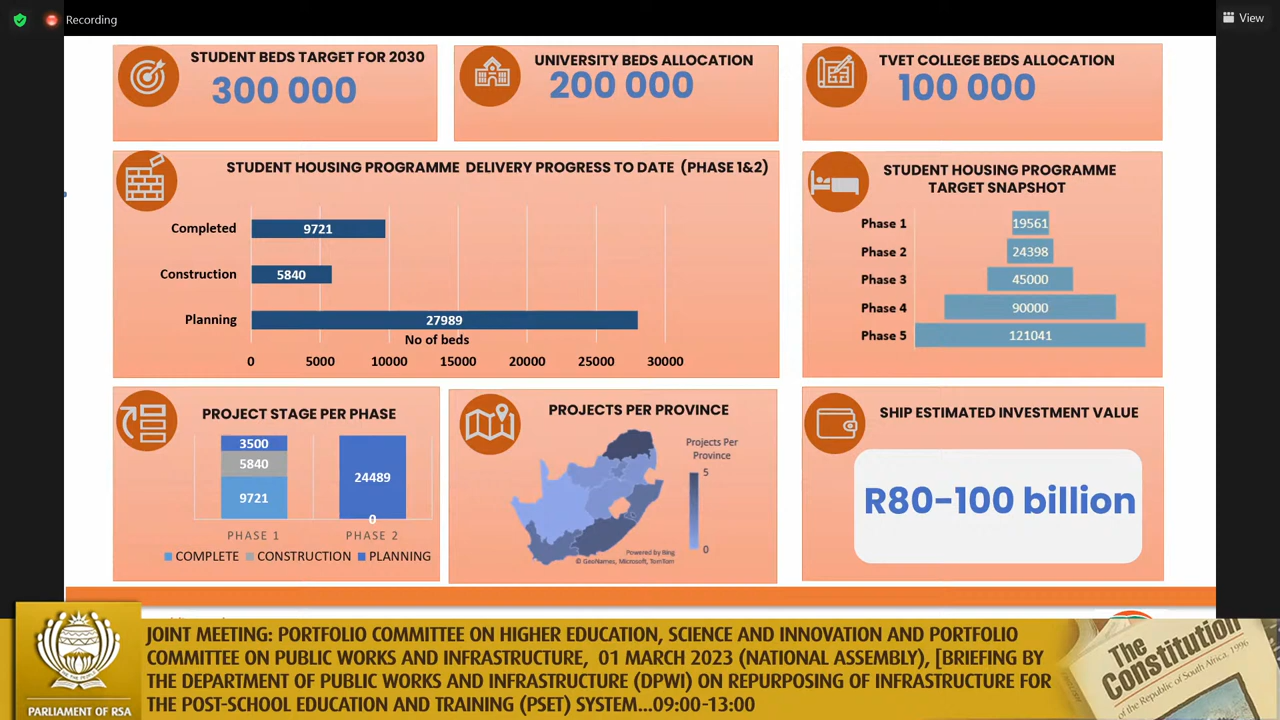 Recording
View
STUDENT BEDS TARGET FOR 2030
300 000
UNIVERSITY BEDS ALLOCATION
200 000
TVET COLLEGE BEDS ALLOCATION
100 000
STUDENT HOUSING PROGRAMME DELIVERY PROGRESS TO DATE (PHASE 1&2)
Completed
9721
Construction
5840
Planning
27989
No of beds
0 5000 10000 15000 20000 25000 30000
STUDENT HOUSING PROGRAMME
TARGET SNAPSHOT
Phase 1 19561
Phase 2 24398
Phase 3 45000
Phase 4 90000
Phase 5 121041
PROJECT STAGE PER PHASE
3500
5840
9721
24489
0
PHASE 1 PHASE 2
COMPLETE CONSTRUCTION PLANNING
PROJECTS PER PROVINCE
Projects Per
Province
5
0
Powered by Bing
© GeoNames, Microsoft, TomTom
SHIP ESTIMATED INVESTMENT VALUE
R80-100 billion
JOINT MEETING: PORTFOLIO COMMITTEE ON HIGHER EDUCATION, SCIENCE AND INNOVATION AND PORTFOLIO
COMMITTEE ON PUBLIC WORKS AND INFRASTRUCTURE, 01 MARCH 2023 (NATIONAL ASSEMBLY), [BRIEFING BY
THE DEPARTMENT OF PUBLIC WORKS AND INFRASTRUCTURE (DPWI) ON REPURPOSING OF INFRASTRUCTURE FOR
THE POST-SCHOOL EDUCATION AND TRAINING (PSET) SYSTEM...09:00-13:00
PARLIAMENT OF RSA
The
Constitution
of the Republic of South Africa, 1996